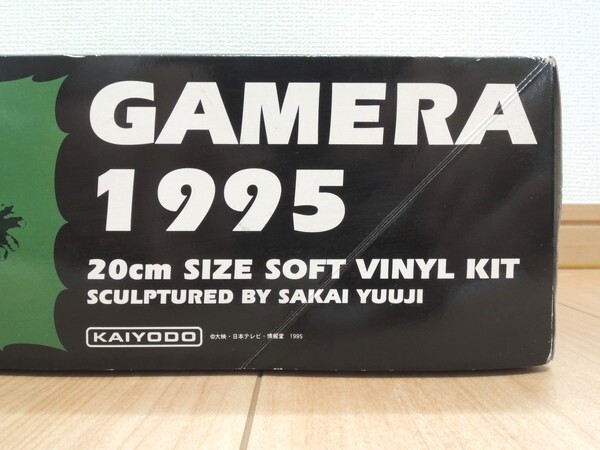 GAMERA
1995
20cm SIZE SOFT VINYL KIT
SCULPTURED BY SAKAI YUUJI
KAIYODO ©大映・日本テレビ・博報堂 1995